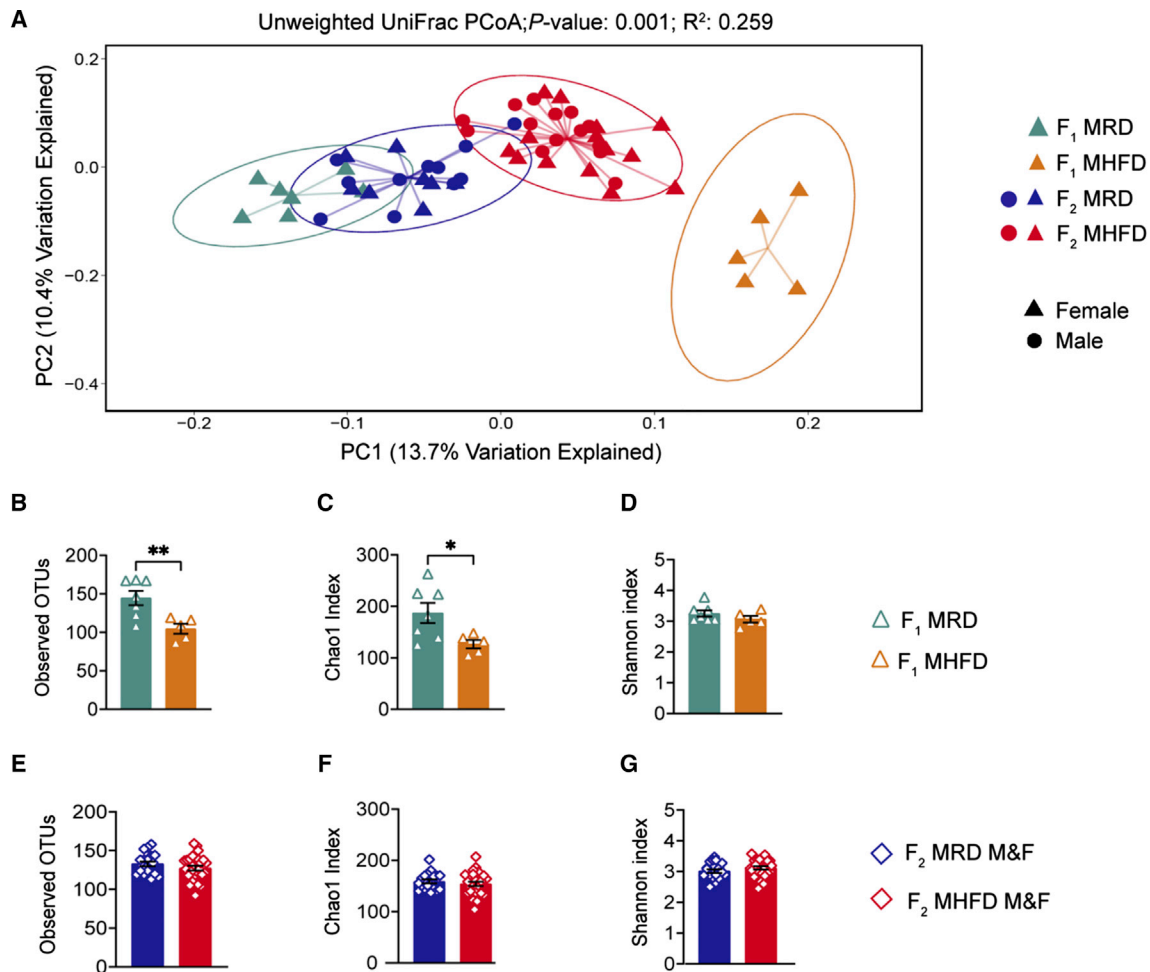 A
Unweighted UniFrac PCoA;P-value: 0.001; R²: 0.259
PC2 (10.4% Variation Explained)
0.2
0.0
−0.2
−0.4
−0.2
−0.1
0.0
0.1
0.2
PC1 (13.7% Variation Explained)
F₁ MRD
F₁ MHFD
F₂ MRD
F₂ MHFD
Female
Male
B
Observed OTUs
200
150
100
50
0
**
C
Chao1 Index
300
200
100
0
*
D
Shannon index
5
4
3
2
1
0
F₁ MRD
F₁ MHFD
E
Observed OTUs
200
150
100
50
0
F
Chao1 Index
300
200
100
0
G
Shannon index
5
4
3
2
1
0
F₂ MRD M&F
F₂ MHFD M&F